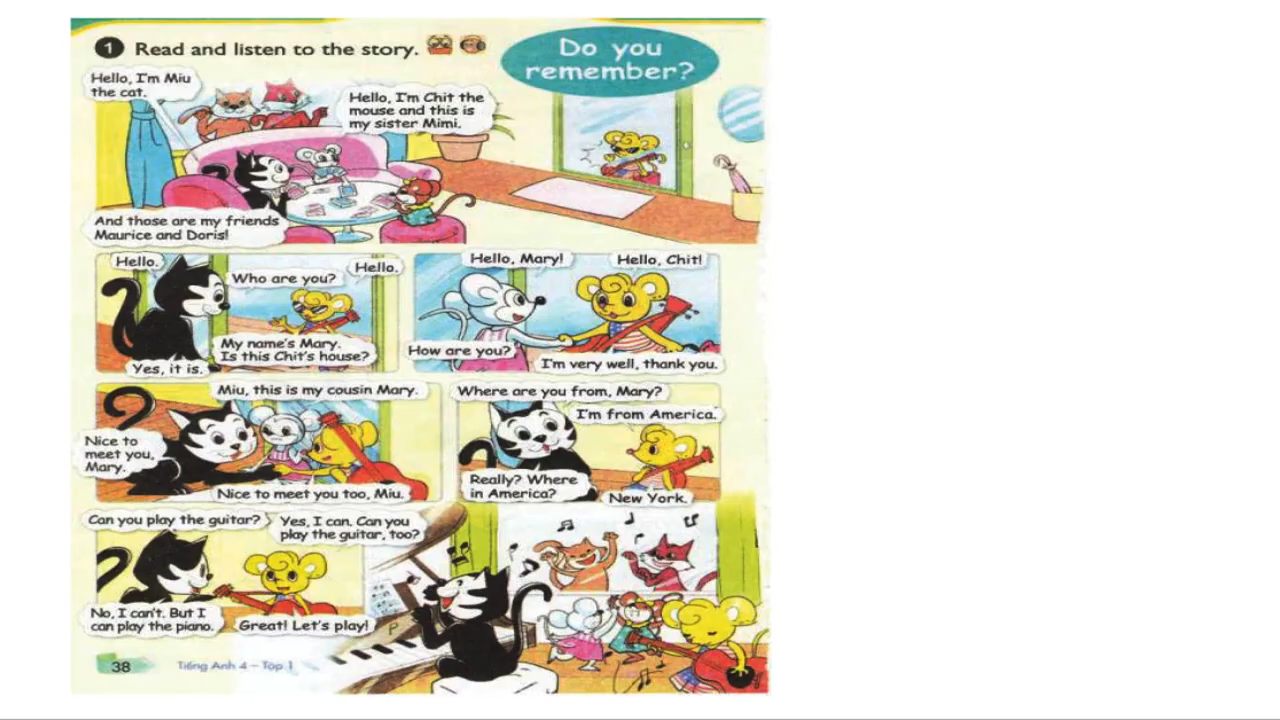 1 Read and listen to the story.
Do you
remember?
Hello, I'm Miu
the cat.
Hello, I'm Chit the
mouse and this is
my sister Mimi.
And those are my friends
Maurice and Doris!
Hello.
Who are you?
Hello.
My name's Mary.
Is this Chit's house?
Yes, it is.
Hello, Mary!
Hello, Chit!
How are you?
I'm very well, thank you.
Miu, this is my cousin Mary.
Nice to
meet you,
Mary.
Nice to meet you too, Miu.
Where are you from, Mary?
I'm from America.
Really? Where
in America?
New York.
Can you play the guitar?
Yes, I can. Can you
play the guitar, too?
No, I can't. But I
can play the piano.
Great! Let's play!
38
Tiếng Anh 4 – Tập 1